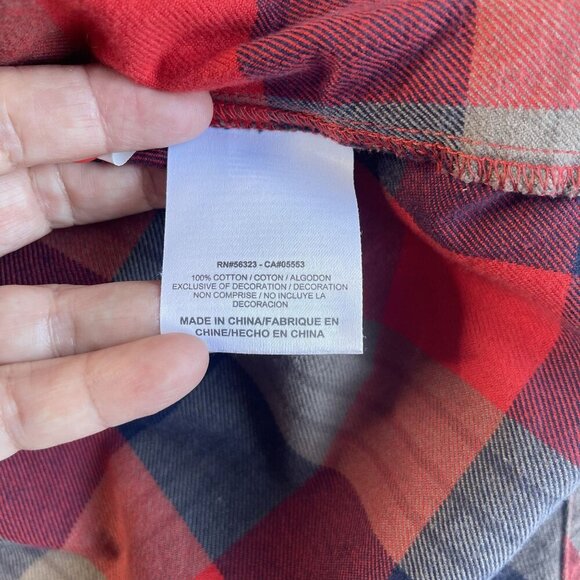 RN#56323 - CA#05553
100% COTTON / COTON / ALGODON
EXCLUSIVE OF DECORATION / DECORATION
NON COMPRISE / NO INCLUYE LA
DECORACION
MADE IN CHINA/FABRIQUE EN
CHINE/HECHO EN CHINA